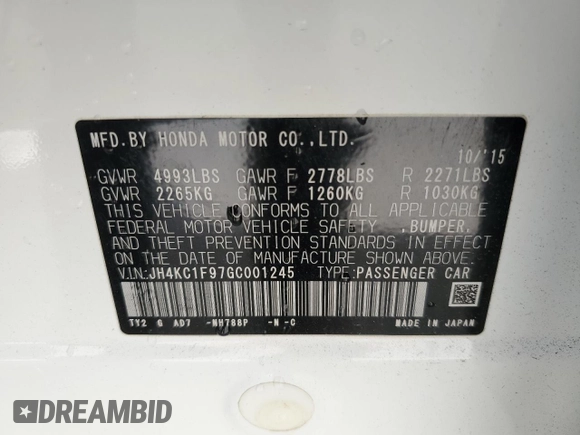 MFD.BY HONDA MOTOR CO.,LTD.
10/'15
GVWR 4993LBS GAWR F 2778LBS R 2271LBS
GVWR 2265KG GAWR F 1260KG R 1030KG
THIS VEHICLE CONFORMS TO ALL APPLICABLE
FEDERAL MOTOR VEHICLE SAFETY ,BUMPER,
AND THEFT PREVENTION STANDARDS IN EFFECT
ON THE DATE OF MANUFACTURE SHOWN ABOVE.
V.I.N:JH4KC1F97GC001245 TYPE:PASSENGER CAR
TY2 G AD7 -NH788P -N -C MADE IN JAPAN
DREAMBID